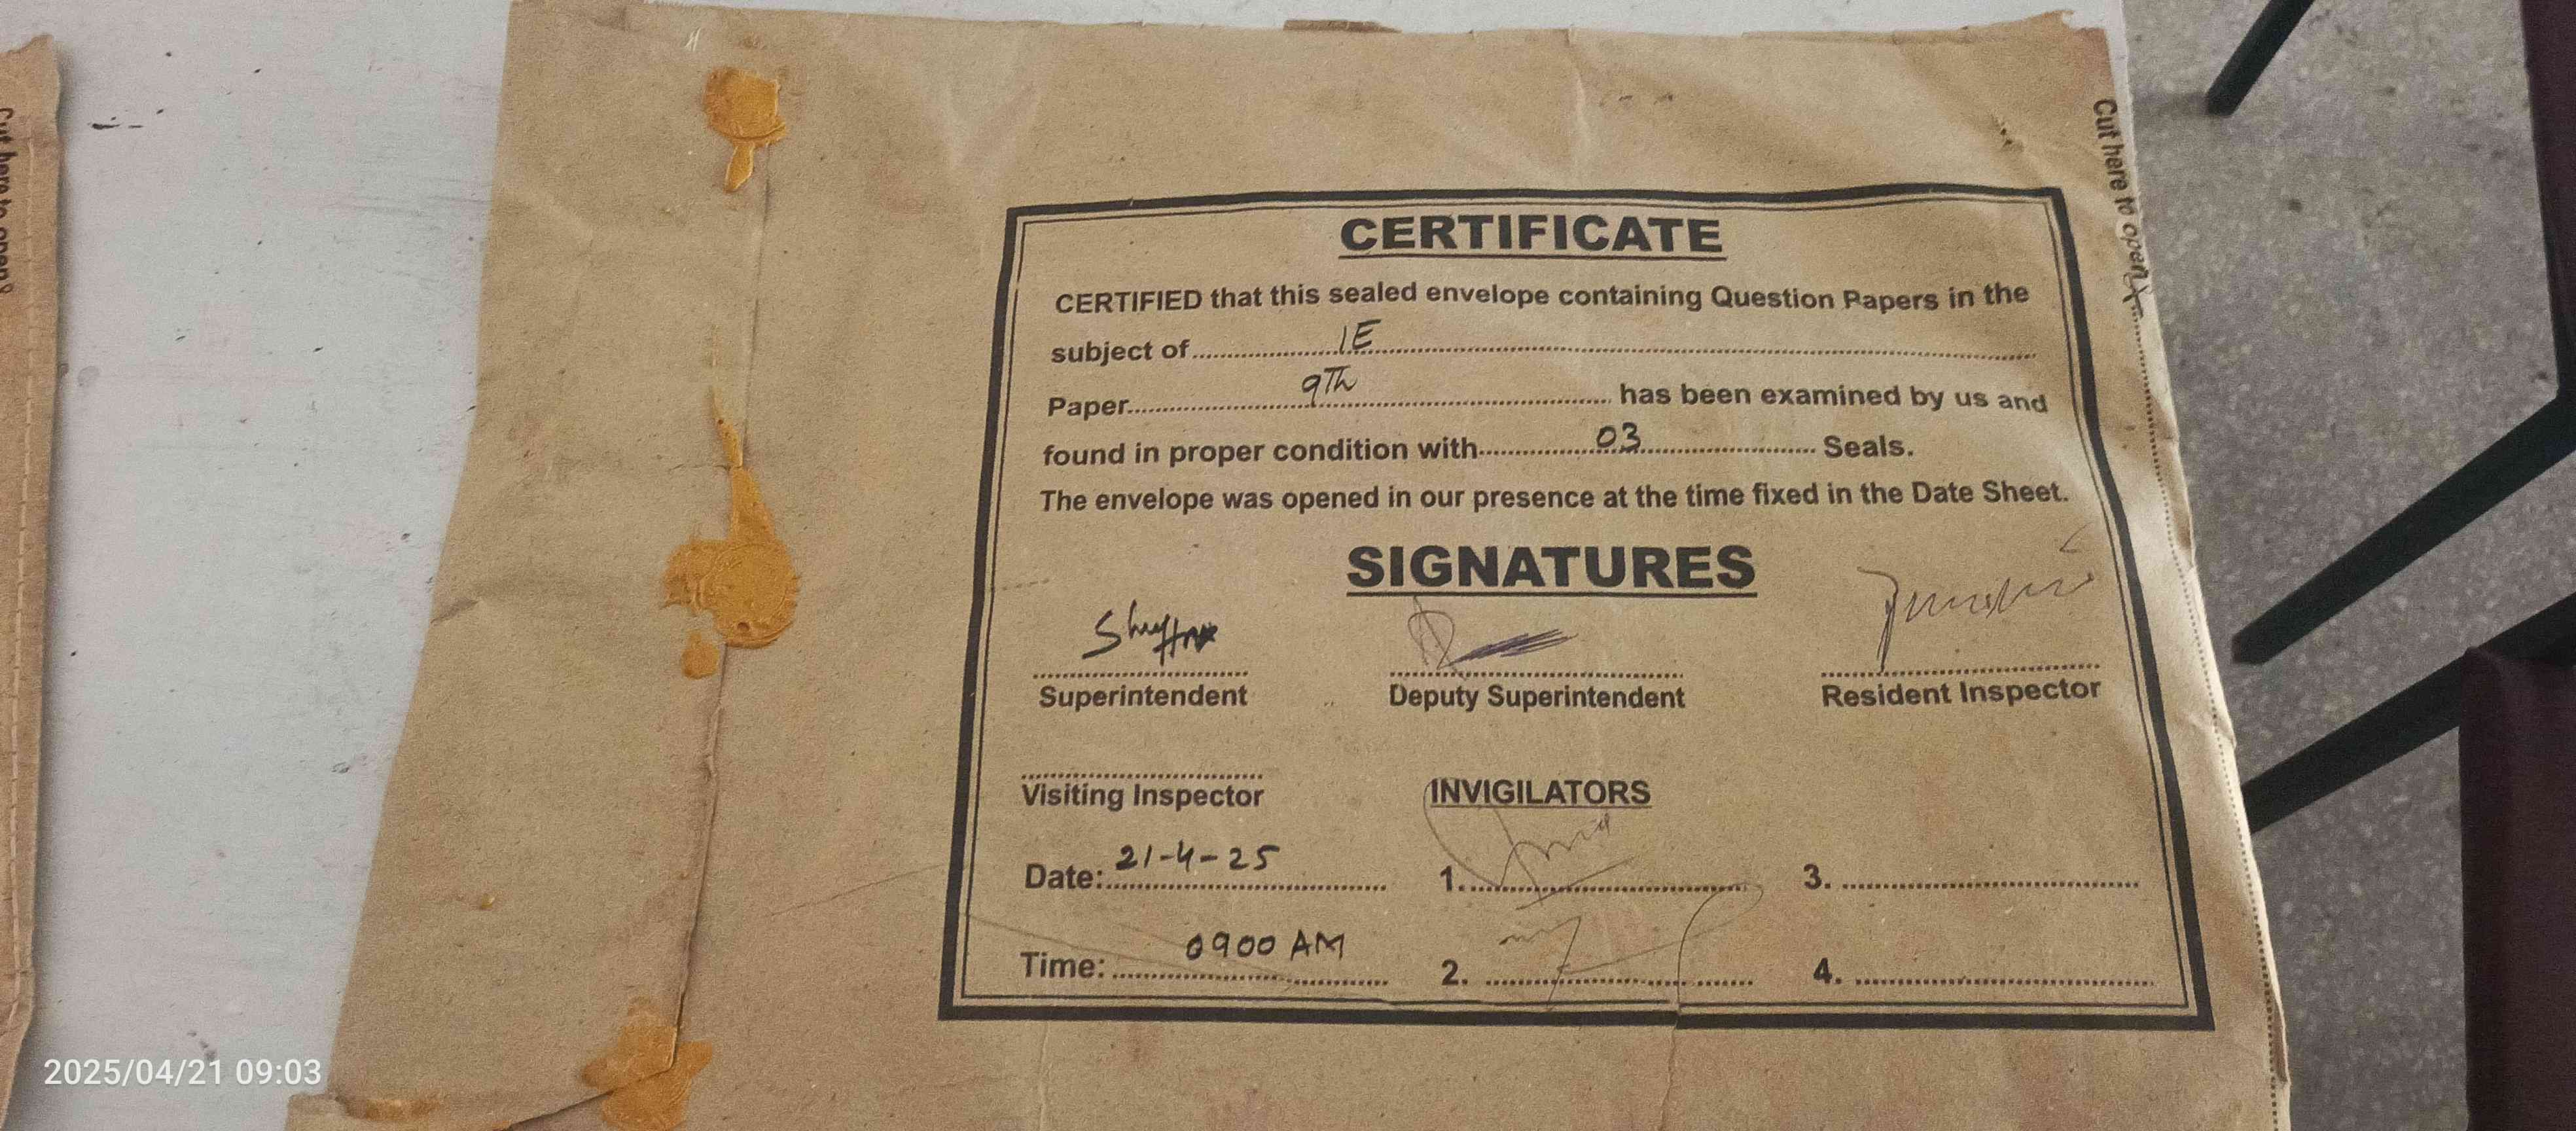 CERTIFICATE
CERTIFIED that this sealed envelope containing Question Papers in the
subject of 1E
Paper 9Th has been examined by us and
found in proper condition with 03 Seals.
The envelope was opened in our presence at the time fixed in the Date Sheet.
SIGNATURES
Superintendent Deputy Superintendent Resident Inspector
Visiting Inspector INVIGILATORS
Date: 21-4-25 1. 3.
Time: 0900 AM 2. 4.
Cut here to open
Cut here to open
2025/04/21 09:03